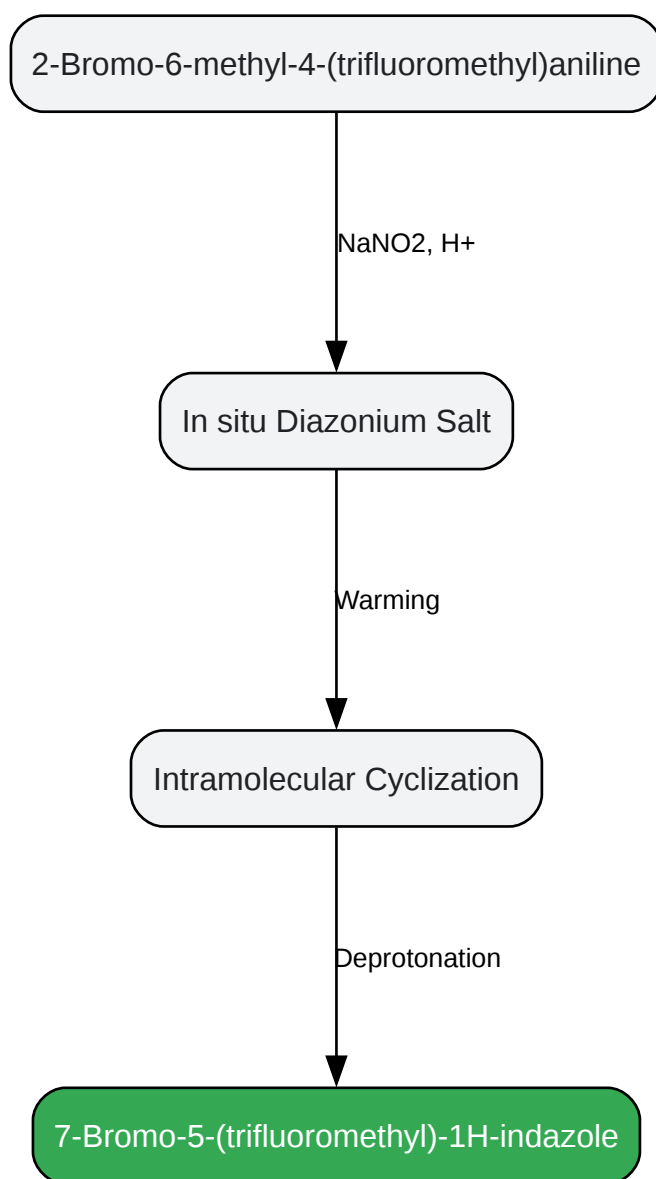 2-Bromo-6-methyl-4-(trifluoromethyl)aniline
NaNO2, H+
In situ Diazonium Salt
Warming
Intramolecular Cyclization
Deprotonation
7-Bromo-5-(trifluoromethyl)-1H-indazole